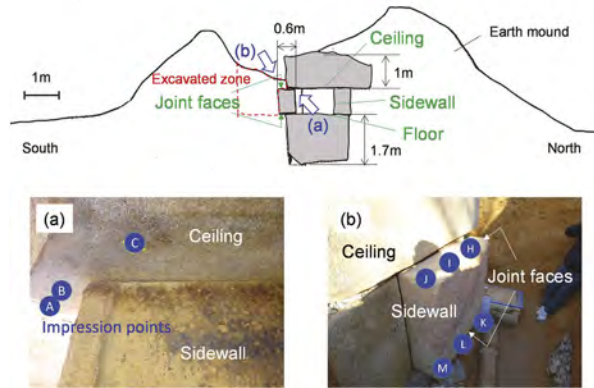 0.6m
(b)
Ceiling
Earth mound
1m
Excavated zone
1m
Joint faces
Sidewall
(a)
Floor
1.7m
South
North
(a)
Ceiling
C
B
A
Impression points
Sidewall
(b)
Ceiling
H
I
J
Joint faces
Sidewall
K
L
M